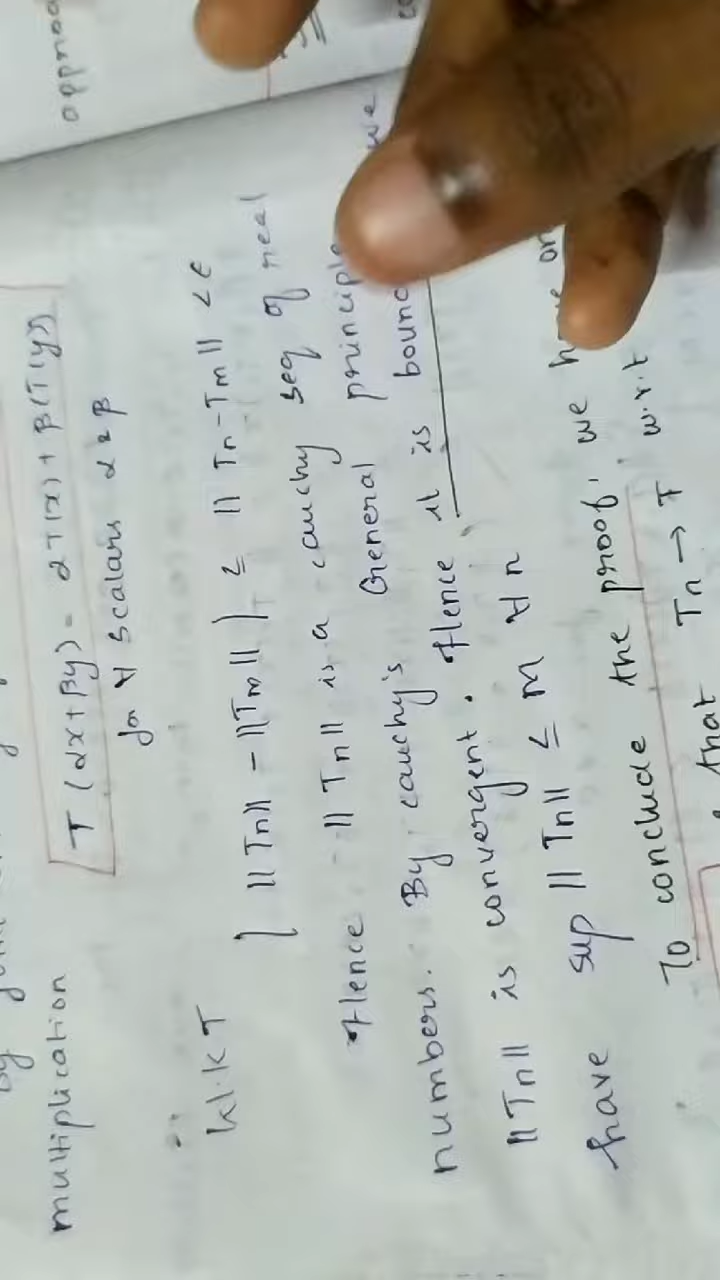 multiplication
T (αx + βy) = αT(x) + β(T(y))
for ∀ scalars α & β
W.K.T
| ||Tn|| - ||Tm|| | ≤ || Tn - Tm || < ϵ
Hence || Tn || is a cauchy seq of real
numbers. By cauchy's General principle we
|| Tn || is convergent. Hence it is bounc
have sup || Tn || ≤ M ∀ n
To conclude the proof, we
that Tn → T w.r.t